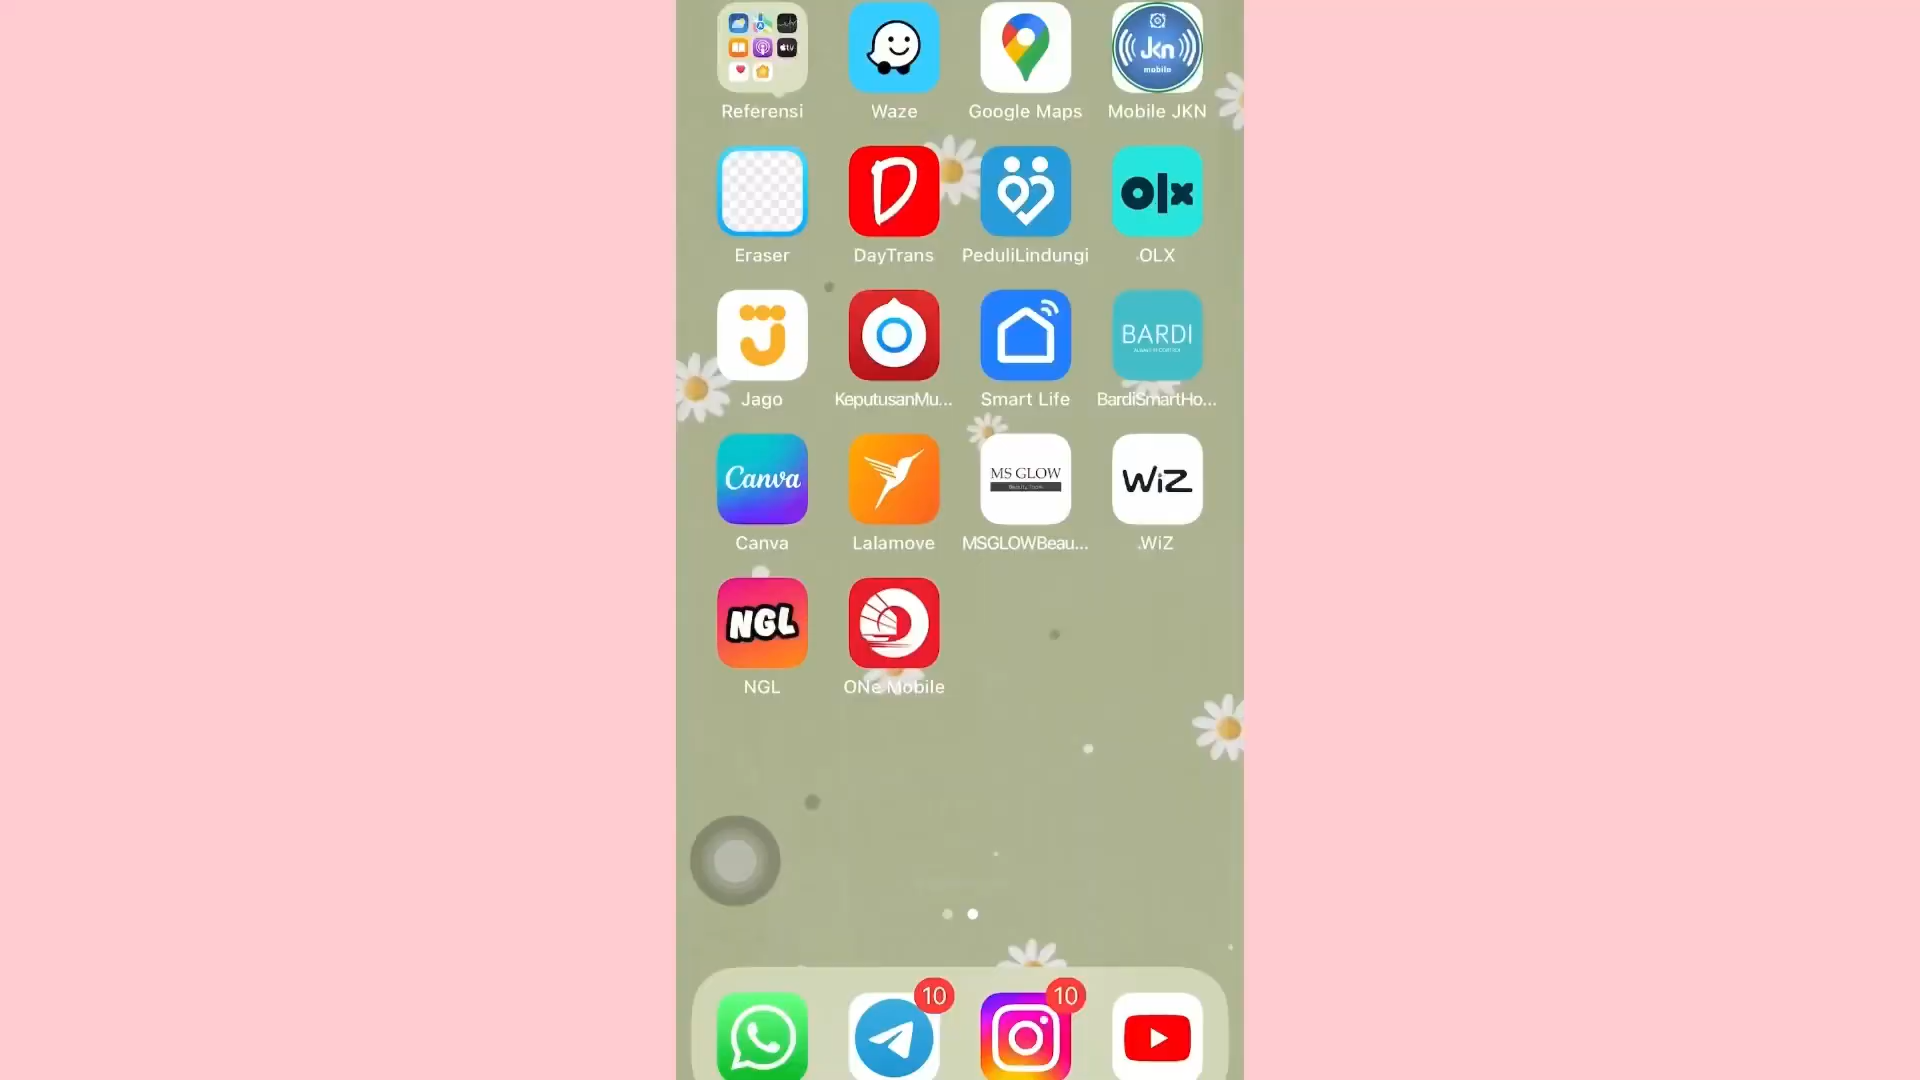 Jkn
mobile
Referensi
Waze
Google Maps
Mobile JKN
D
olx
Eraser
DayTrans
PeduliLindungi
OLX
BARDI
Jago
KeputusanMu...
Smart Life
BardiSmartHo...
Canva
MS GLOW
WiZ
Canva
Lalamove
MSGLOWBeau...
WiZ
NGL
NGL
ONe Mobile
10
10